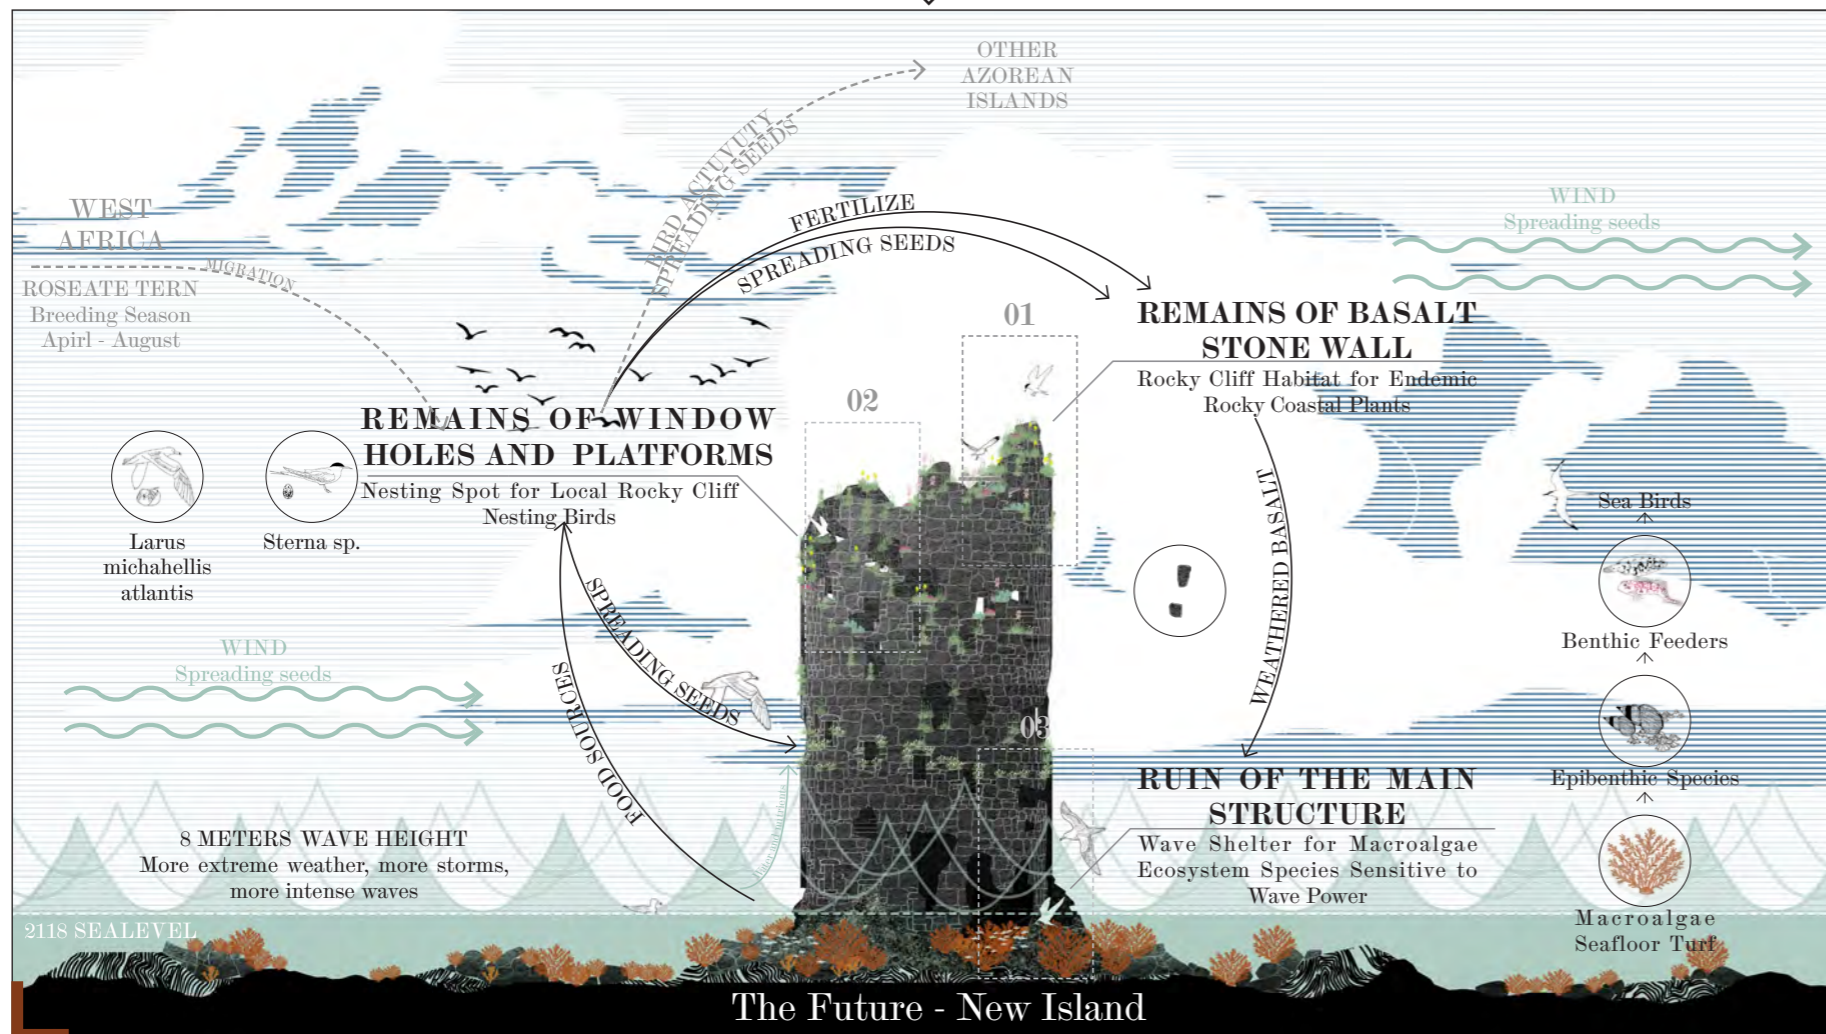 OTHER
AZOREAN
ISLANDS
BIRD ACTUVUTY
SPREADING SEEDS
WEST
AFRICA
MIGRATION
ROSEATE TERN
Breeding Season
Apirl - August
FERTILIZE
SPREADING SEEDS
WIND
Spreading seeds
01
REMAINS OF BASALT
STONE WALL
Rocky Cliff Habitat for Endemic
Rocky Coastal Plants
02
REMAINS OF WINDOW
HOLES AND PLATFORMS
Nesting Spot for Local Rocky Cliff
Nesting Birds
Larus
michahellis
atlantis
Sterna sp.
WEATHERED BASALT
Sea Birds
Benthic Feeders
Epibenthic Species
Macroalgae
Seafloor Turf
WIND
Spreading seeds
SPREADING SEEDS
FOOD SOURCES
03
RUIN OF THE MAIN
STRUCTURE
Wave Shelter for Macroalgae
Ecosystem Species Sensitive to
Wave Power
8 METERS WAVE HEIGHT
More extreme weather, more storms,
more intense waves
nutrients
2118 SEALEVEL
The Future - New Island